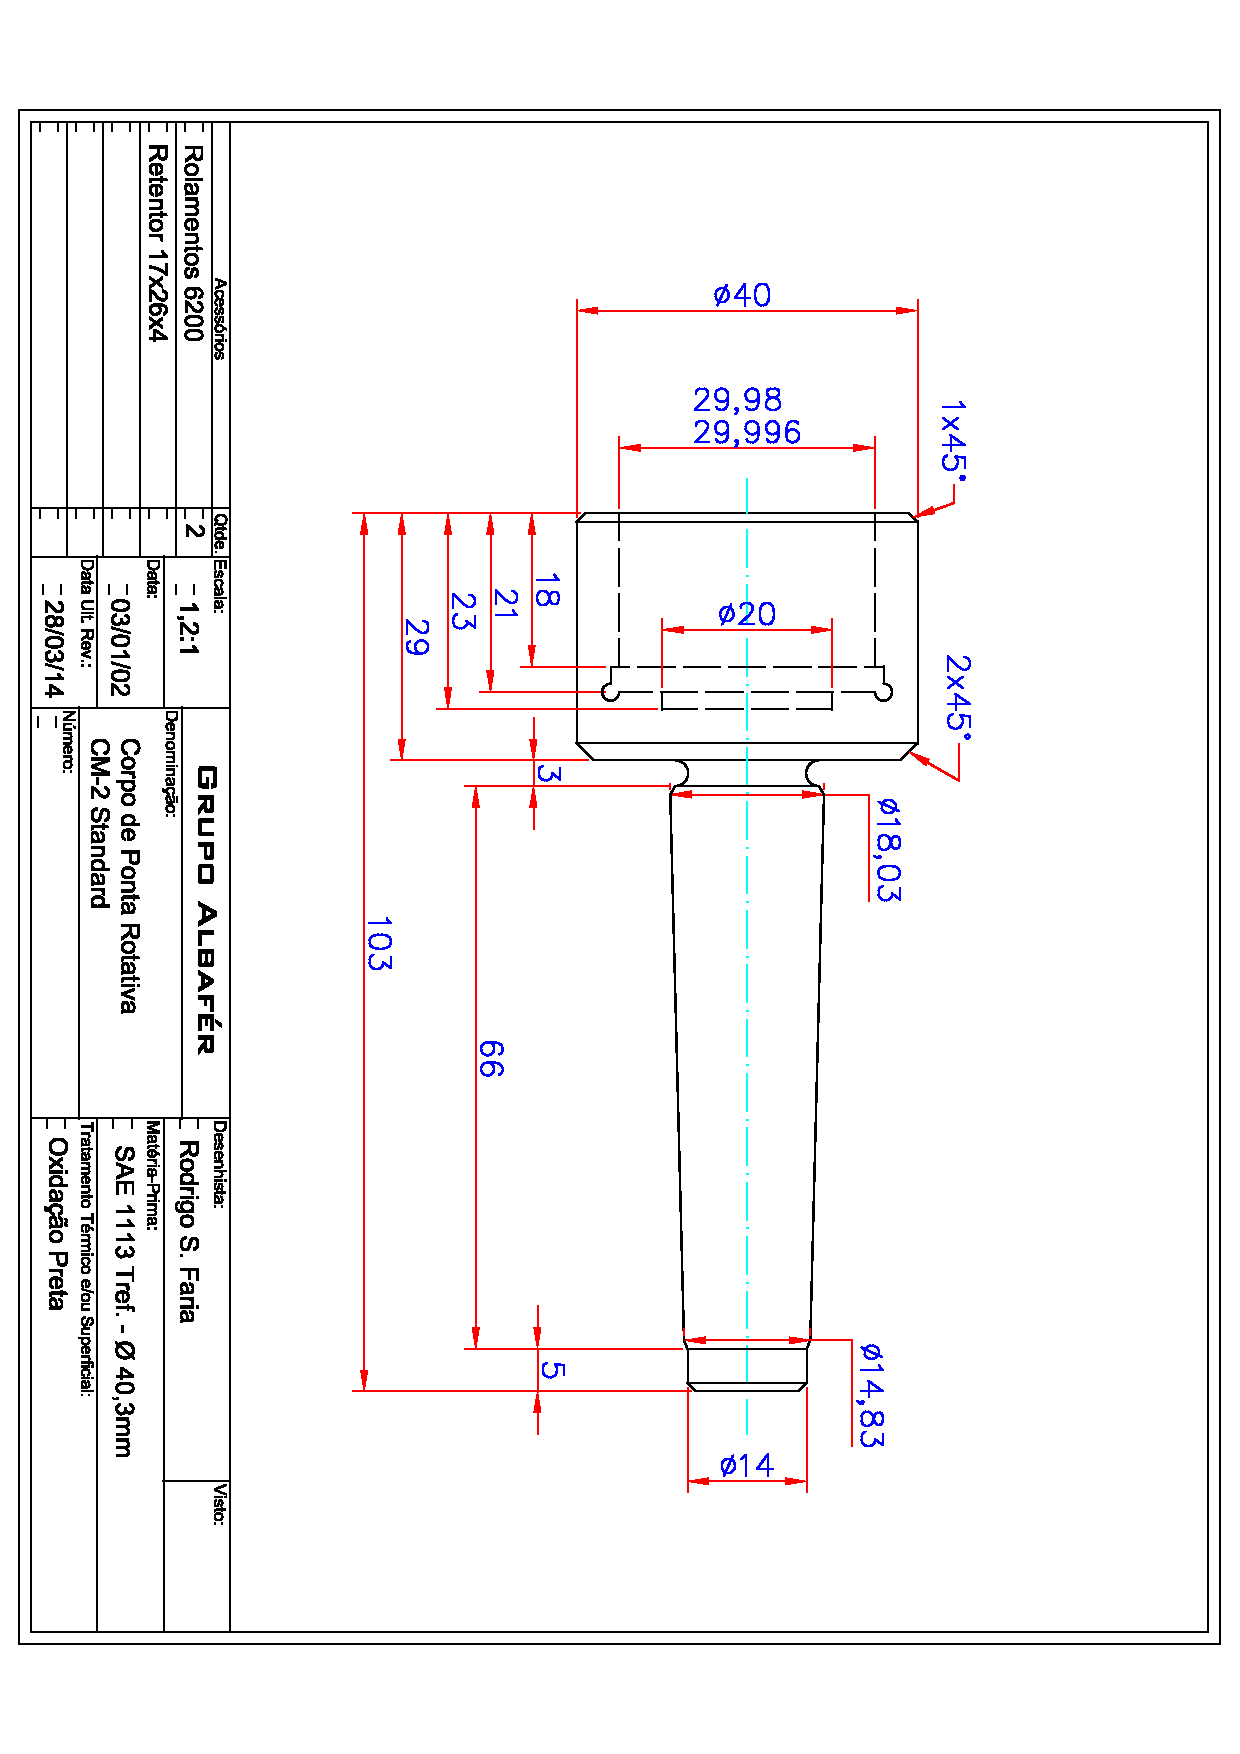 ø40
29,98
29,996
1x45°
18
21
23
29
ø20
2x45°
3
ø18,03
103
66
5
ø14,83
ø14
Acessórios
Qtde.
Rolamentos 6200
2
Retentor 17x26x4
Escala:
1,2:1
Data:
03/01/02
Data Ult. Rev.:
28/03/14
GRUPO ALBAFÉR
Denominação:
Corpo de Ponta Rotativa
CM-2 Standard
Número:
Desenhista:
Rodrigo S. Faria
Visto:
Matéria-Prima:
SAE 1113 Tref. - Ø 40,3mm
Tratamento Térmico e/ou Superficial:
Oxidação Preta